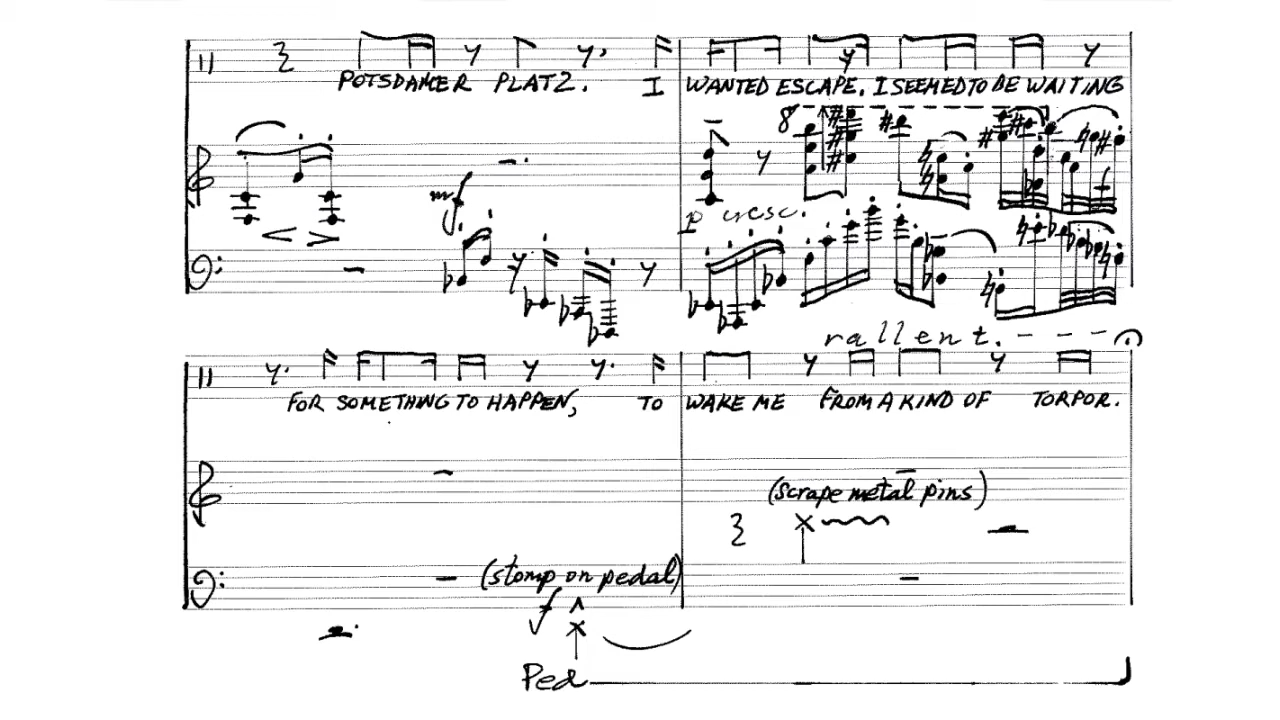 POTSDAMER PLATZ. I WANTED ESCAPE. I SEEMED TO BE WAITING
8
mf
p cresc.
rallent.
FOR SOMETHING TO HAPPEN, TO WAKE ME FROM A KIND OF TORPOR.
(scrape metal pins)
(stomp on pedal)
f
Ped